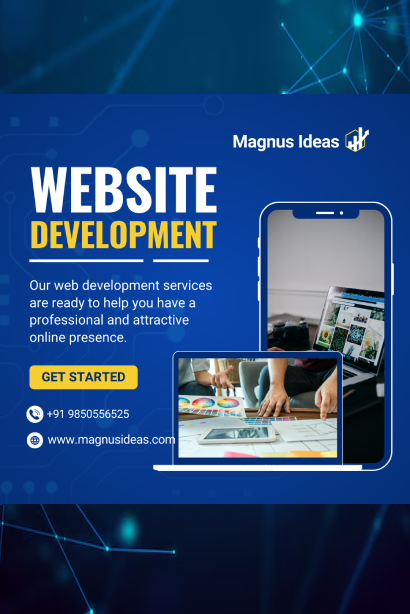 Magnus Ideas
WEBSITE
DEVELOPMENT
Our web development services
are ready to help you have a
professional and attractive
online presence.
GET STARTED
+91 9850556525
www.magnusideas.com